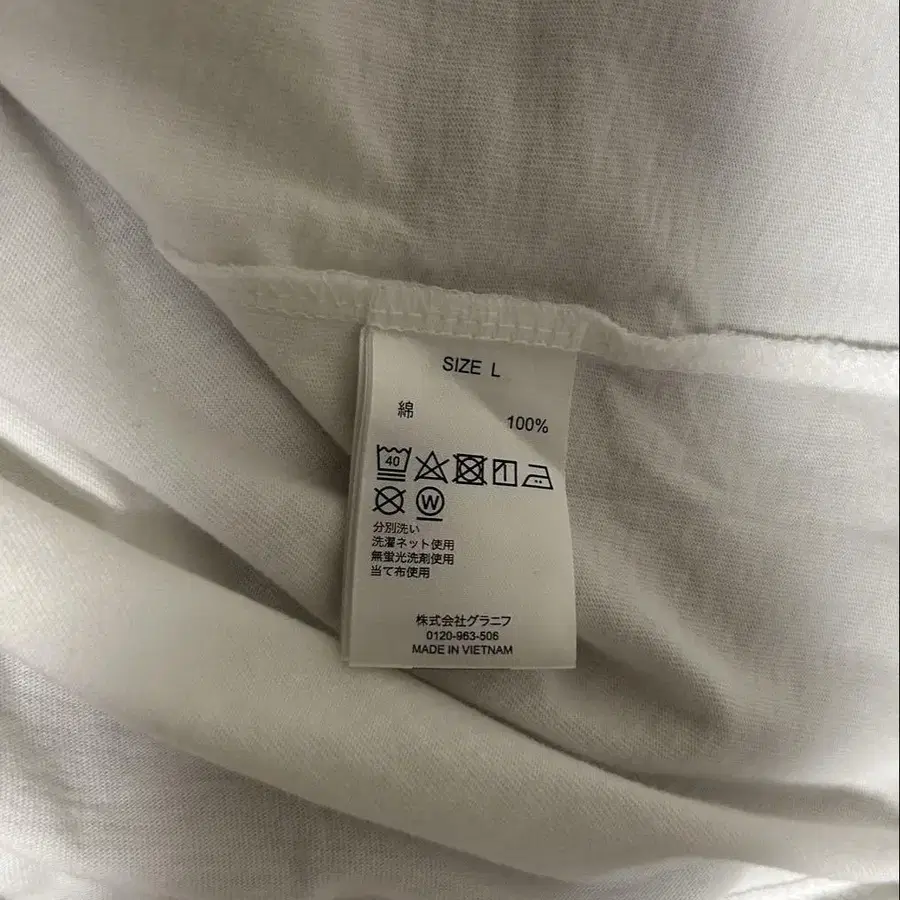 SIZE L
綿 100%
40
W
分別洗い
洗濯ネット使用
無蛍光洗剤使用
当て布使用
株式会社グラニフ
0120-963-506
MADE IN VIETNAM